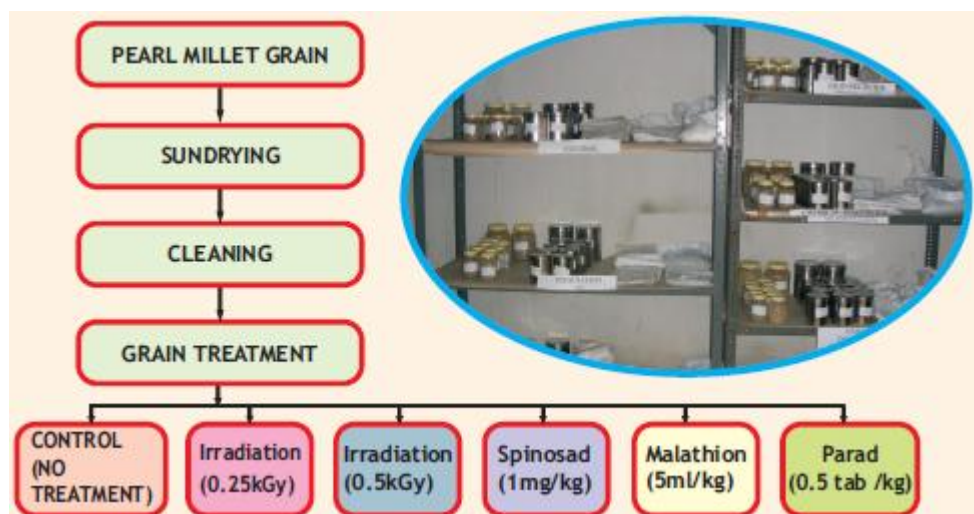 PEARL MILLET GRAIN
SUNDRYING
CLEANING
GRAIN TREATMENT
CONTROL
(NO
TREATMENT)
Irradiation
(0.25kGy)
Irradiation
(0.5kGy)
Spinosad
(1mg/kg)
Malathion
(5ml/kg)
Parad
(0.5 tab /kg)